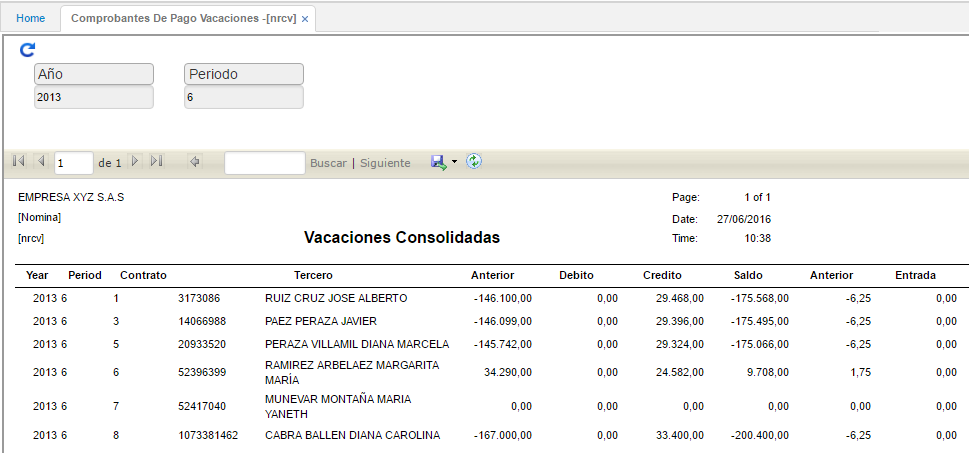 Home Comprobantes De Pago Vacaciones -[nrcv] ×
Año Periodo
2013 6
1 de 1 Buscar | Siguiente
EMPRESA XYZ S.A.S Page: 1 of 1
[Nomina] Date: 27/06/2016
[nrcv] Vacaciones Consolidadas Time: 10:38
Year Period Contrato Tercero Anterior Debito Credito Saldo Anterior Entrada
2013 6 1 3173086 RUIZ CRUZ JOSE ALBERTO -146.100,00 0,00 29.468,00 -175.568,00 -6,25 0,00
2013 6 3 14066988 PAEZ PERAZA JAVIER -146.099,00 0,00 29.396,00 -175.495,00 -6,25 0,00
2013 6 5 20933520 PERAZA VILLAMIL DIANA MARCELA -145.742,00 0,00 29.324,00 -175.066,00 -6,25 0,00
2013 6 6 52396399 RAMIREZ ARBELAEZ MARGARITA MARÍA 34.290,00 0,00 24.582,00 9.708,00 1,75 0,00
2013 6 7 52417040 MUNEVAR MONTAÑA MARIA YANETH 0,00 0,00 0,00 0,00 0,00 0,00
2013 6 8 1073381462 CABRA BALLEN DIANA CAROLINA -167.000,00 0,00 33.400,00 -200.400,00 -6,25 0,00